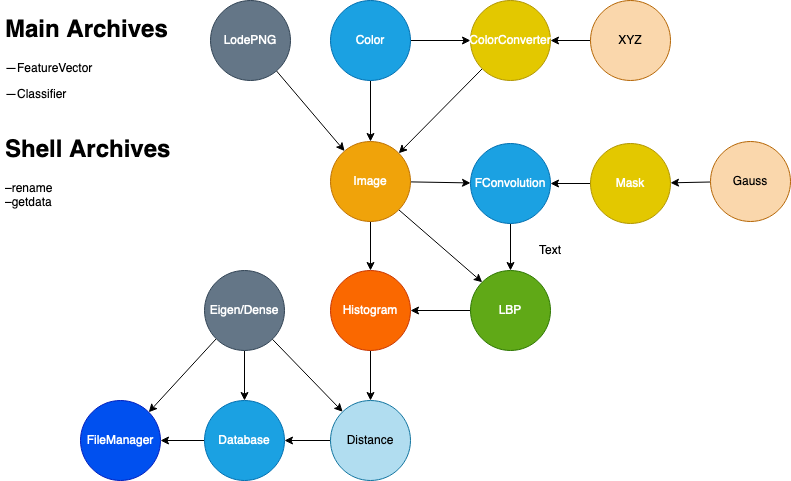 Main Archives
—FeatureVector
—Classifier
Shell Archives
–rename
–getdata
LodePNG
Color
ColorConverter
XYZ
Image
FConvolution
Mask
Gauss
Text
Eigen/Dense
Histogram
LBP
FileManager
Database
Distance